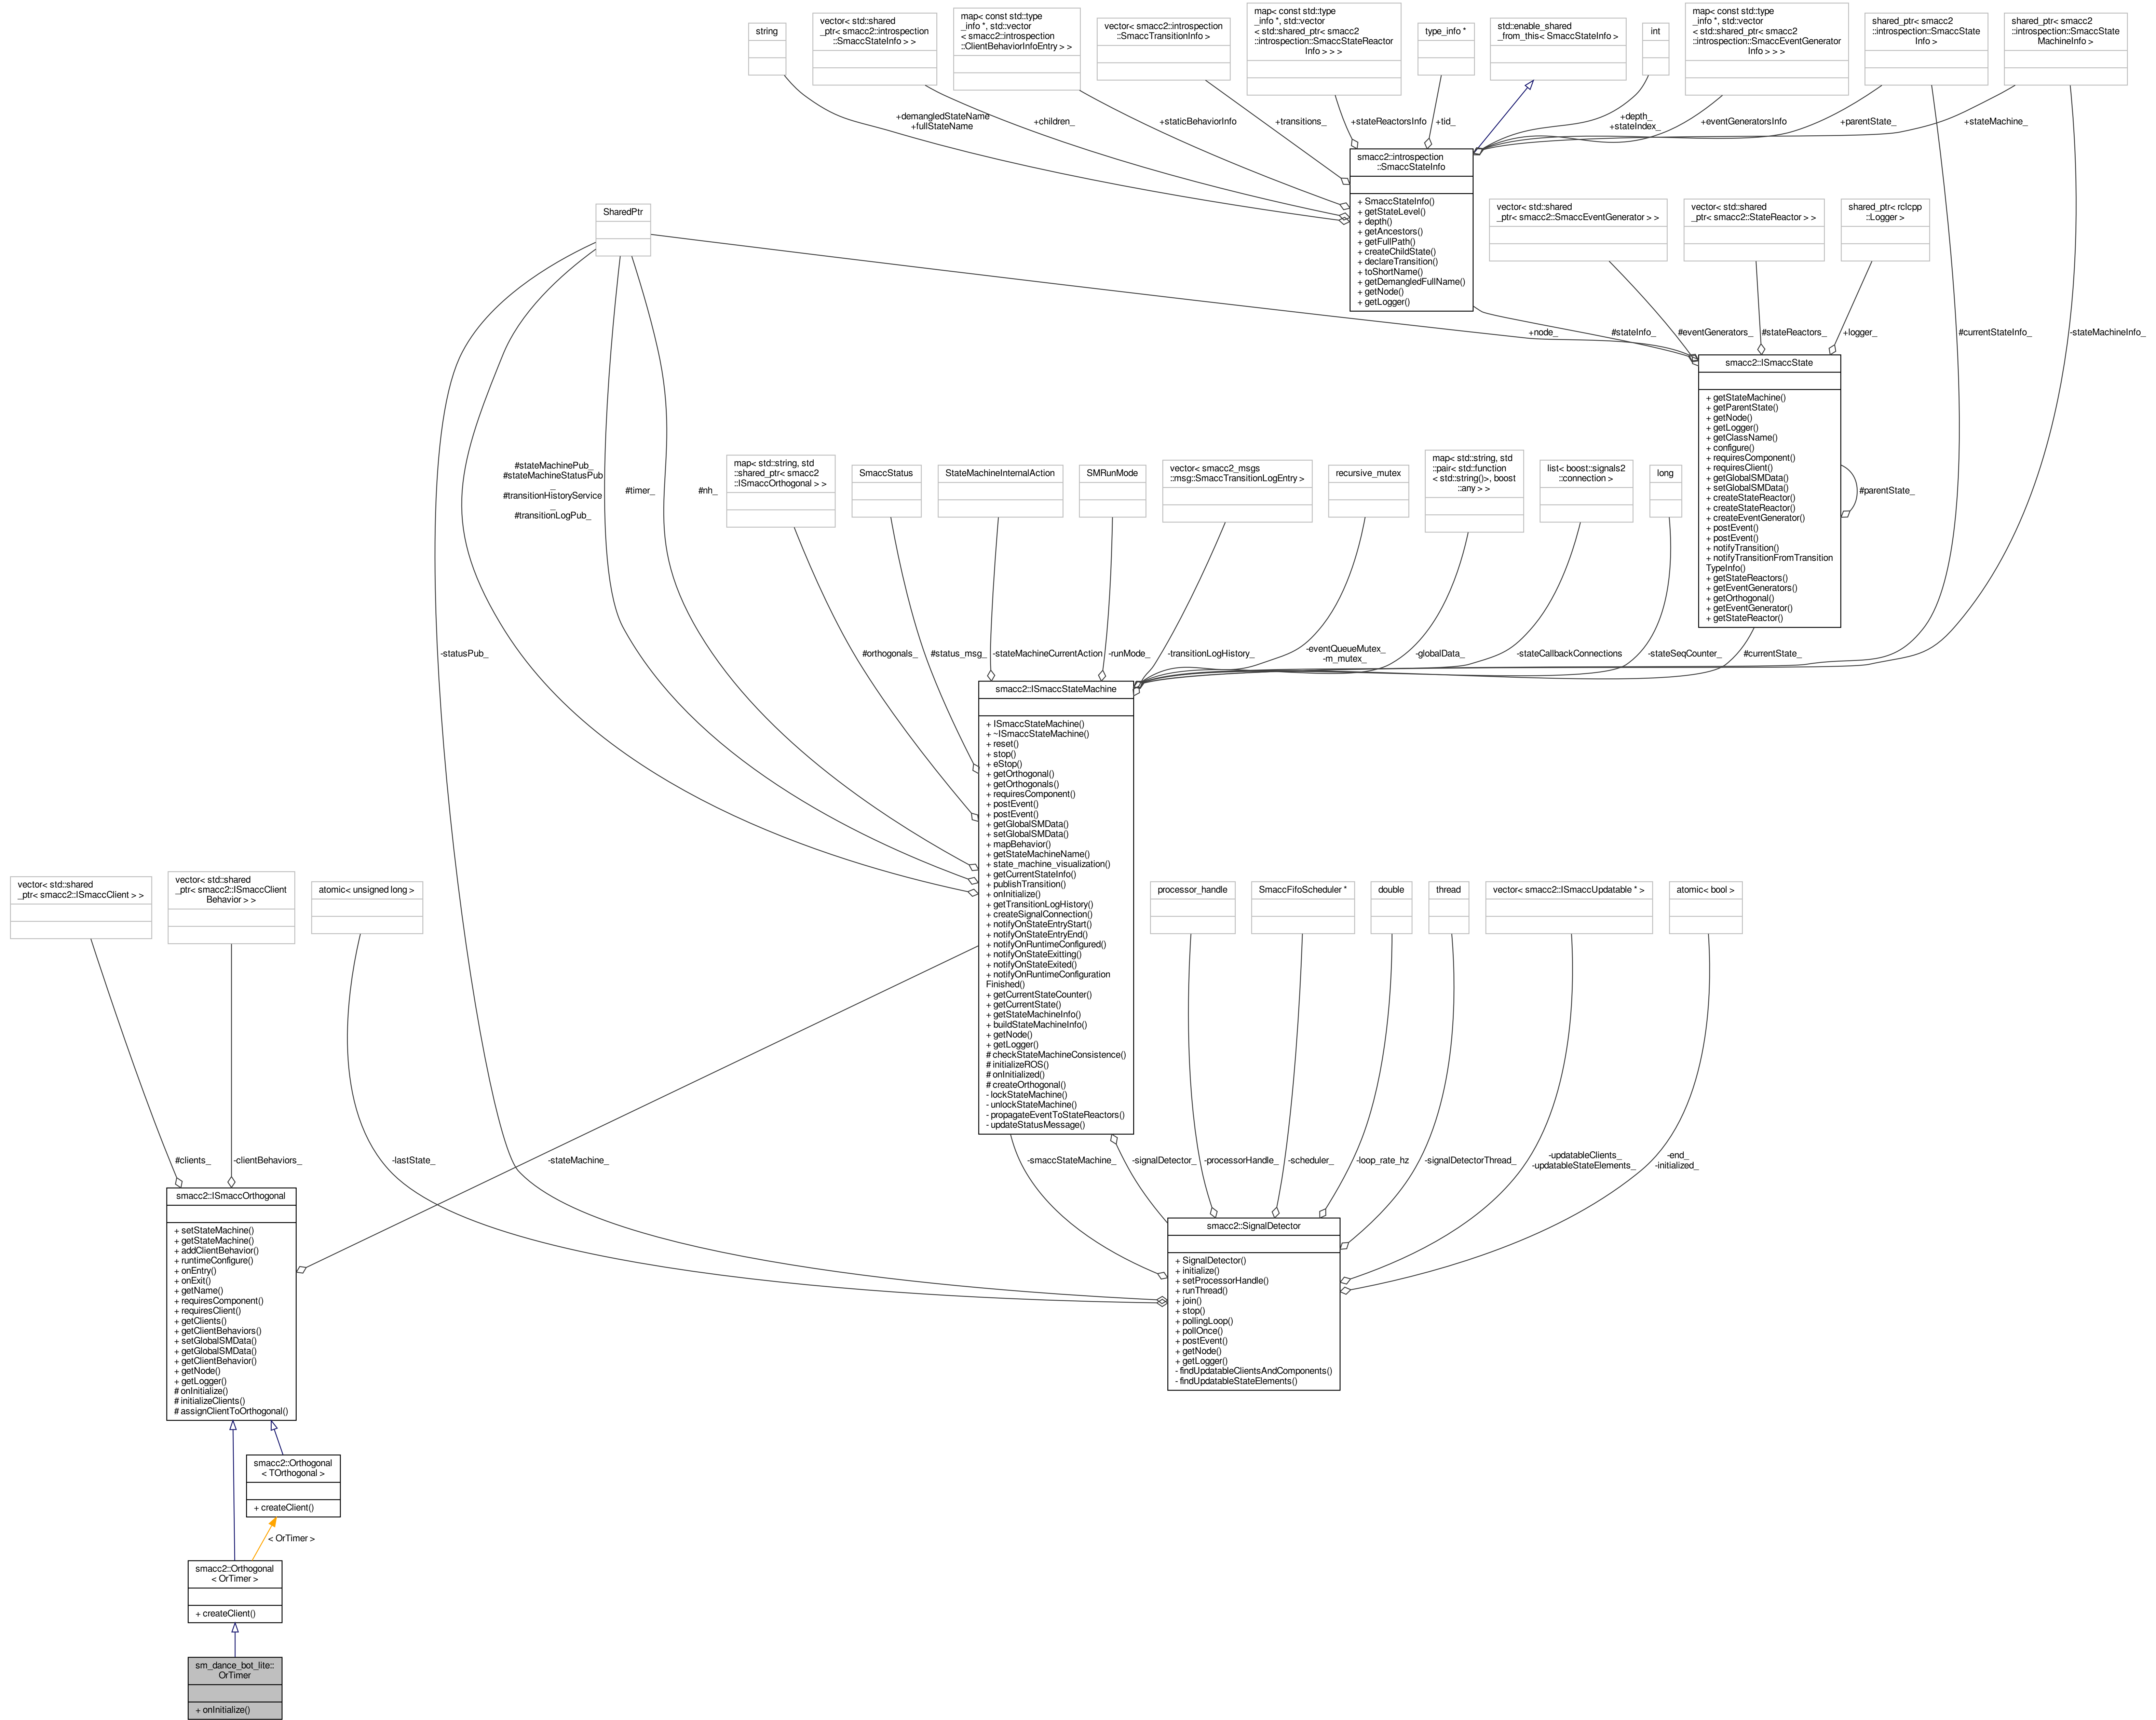 string
vector< std::shared
_ptr< smacc2::introspection
::SmaccStateInfo > >
map< const std::type
_info *, std::vector
< smacc2::introspection
::ClientBehaviorInfoEntry > >
vector< smacc2::introspection
::SmaccTransitionInfo >
map< const std::type
_info *, std::vector
< std::shared_ptr< smacc2
::introspection::SmaccStateReactor
Info > > >
type_info *
std::enable_shared
_from_this< SmaccStateInfo >
int
map< const std::type
_info *, std::vector
< std::shared_ptr< smacc2
::introspection::SmaccEventGenerator
Info > > >
shared_ptr< smacc2
::introspection::SmaccState
Info >
shared_ptr< smacc2
::introspection::SmaccState
MachineInfo >
+demangledStateName
+fullStateName
+children_
+staticBehaviorInfo
+transitions_
+stateReactorsInfo
+tid_
+depth_
+stateIndex_
+eventGeneratorsInfo
+parentState_
+stateMachine_
smacc2::introspection
::SmaccStateInfo
+ SmaccStateInfo()
+ getStateLevel()
+ depth()
+ getAncestors()
+ getFullPath()
+ createChildState()
+ declareTransition()
+ toShortName()
+ getDemangledFullName()
+ getNode()
+ getLogger()
SharedPtr
vector< std::shared
_ptr< smacc2::SmaccEventGenerator > >
vector< std::shared
_ptr< smacc2::StateReactor > >
shared_ptr< rclcpp
::Logger >
+node_
#stateInfo_
#eventGenerators_
#stateReactors_
+logger_
#currentStateInfo_
-stateMachineInfo_
smacc2::ISmaccState
+ getStateMachine()
+ getParentState()
+ getNode()
+ getLogger()
+ getClassName()
+ configure()
+ requiresComponent()
+ requiresClient()
+ getGlobalSMData()
+ setGlobalSMData()
+ createStateReactor()
+ createStateReactor()
+ createEventGenerator()
+ postEvent()
+ postEvent()
+ notifyTransition()
+ notifyTransitionFromTransition
TypeInfo()
+ getStateReactors()
+ getEventGenerators()
+ getOrthogonal()
+ getEventGenerator()
+ getStateReactor()
#parentState_
#stateMachinePub_
#stateMachineStatusPub
_
#transitionHistoryService
_
#transitionLogPub_
#timer_
#nh_
map< std::string, std
::shared_ptr< smacc2
::ISmaccOrthogonal > >
SmaccStatus
StateMachineInternalAction
SMRunMode
vector< smacc2_msgs
::msg::SmaccTransitionLogEntry >
recursive_mutex
map< std::string, std
::pair< std::function
< std::string()>, boost
::any > >
list< boost::signals2
::connection >
long
-statusPub_
#orthogonals_
#status_msg_
-stateMachineCurrentAction
-runMode_
-transitionLogHistory_
-eventQueueMutex_
-m_mutex_
-globalData_
-stateCallbackConnections
-stateSeqCounter_
#currentState_
smacc2::ISmaccStateMachine
+ ISmaccStateMachine()
+ ~ISmaccStateMachine()
+ reset()
+ stop()
+ eStop()
+ getOrthogonal()
+ getOrthogonals()
+ requiresComponent()
+ postEvent()
+ postEvent()
+ getGlobalSMData()
+ setGlobalSMData()
+ mapBehavior()
+ getStateMachineName()
+ state_machine_visualization()
+ getCurrentStateInfo()
+ publishTransition()
+ onInitialize()
+ getTransitionLogHistory()
+ createSignalConnection()
+ notifyOnStateEntryStart()
+ notifyOnStateEntryEnd()
+ notifyOnRuntimeConfigured()
+ notifyOnStateExitting()
+ notifyOnStateExited()
+ notifyOnRuntimeConfiguration
Finished()
+ getCurrentStateCounter()
+ getCurrentState()
+ getStateMachineInfo()
+ buildStateMachineInfo()
+ getNode()
+ getLogger()
# checkStateMachineConsistence()
# initializeROS()
# onInitialized()
# createOrthogonal()
- lockStateMachine()
- unlockStateMachine()
- propagateEventToStateReactors()
- updateStatusMessage()
vector< std::shared
_ptr< smacc2::ISmaccClient > >
vector< std::shared
_ptr< smacc2::ISmaccClient
Behavior > >
atomic< unsigned long >
processor_handle
SmaccFifoScheduler *
double
thread
vector< smacc2::ISmaccUpdatable * >
atomic< bool >
#clients_
-clientBehaviors_
-lastState_
-stateMachine_
-smaccStateMachine_
-signalDetector_
-processorHandle_
-scheduler_
-loop_rate_hz
-signalDetectorThread_
-updatableClients_
-updatableStateElements_
-end_
-initialized_
smacc2::ISmaccOrthogonal
+ setStateMachine()
+ getStateMachine()
+ addClientBehavior()
+ runtimeConfigure()
+ onEntry()
+ onExit()
+ getName()
+ requiresComponent()
+ requiresClient()
+ getClients()
+ getClientBehaviors()
+ setGlobalSMData()
+ getGlobalSMData()
+ getClientBehavior()
+ getNode()
+ getLogger()
# onInitialize()
# initializeClients()
# assignClientToOrthogonal()
smacc2::SignalDetector
+ SignalDetector()
+ initialize()
+ setProcessorHandle()
+ runThread()
+ join()
+ stop()
+ pollingLoop()
+ pollOnce()
+ postEvent()
+ getNode()
+ getLogger()
- findUpdatableClientsAndComponents()
- findUpdatableStateElements()
smacc2::Orthogonal
< TOrthogonal >
+ createClient()
< OrTimer >
smacc2::Orthogonal
< OrTimer >
+ createClient()
sm_dance_bot_lite::
OrTimer
+ onInitialize()